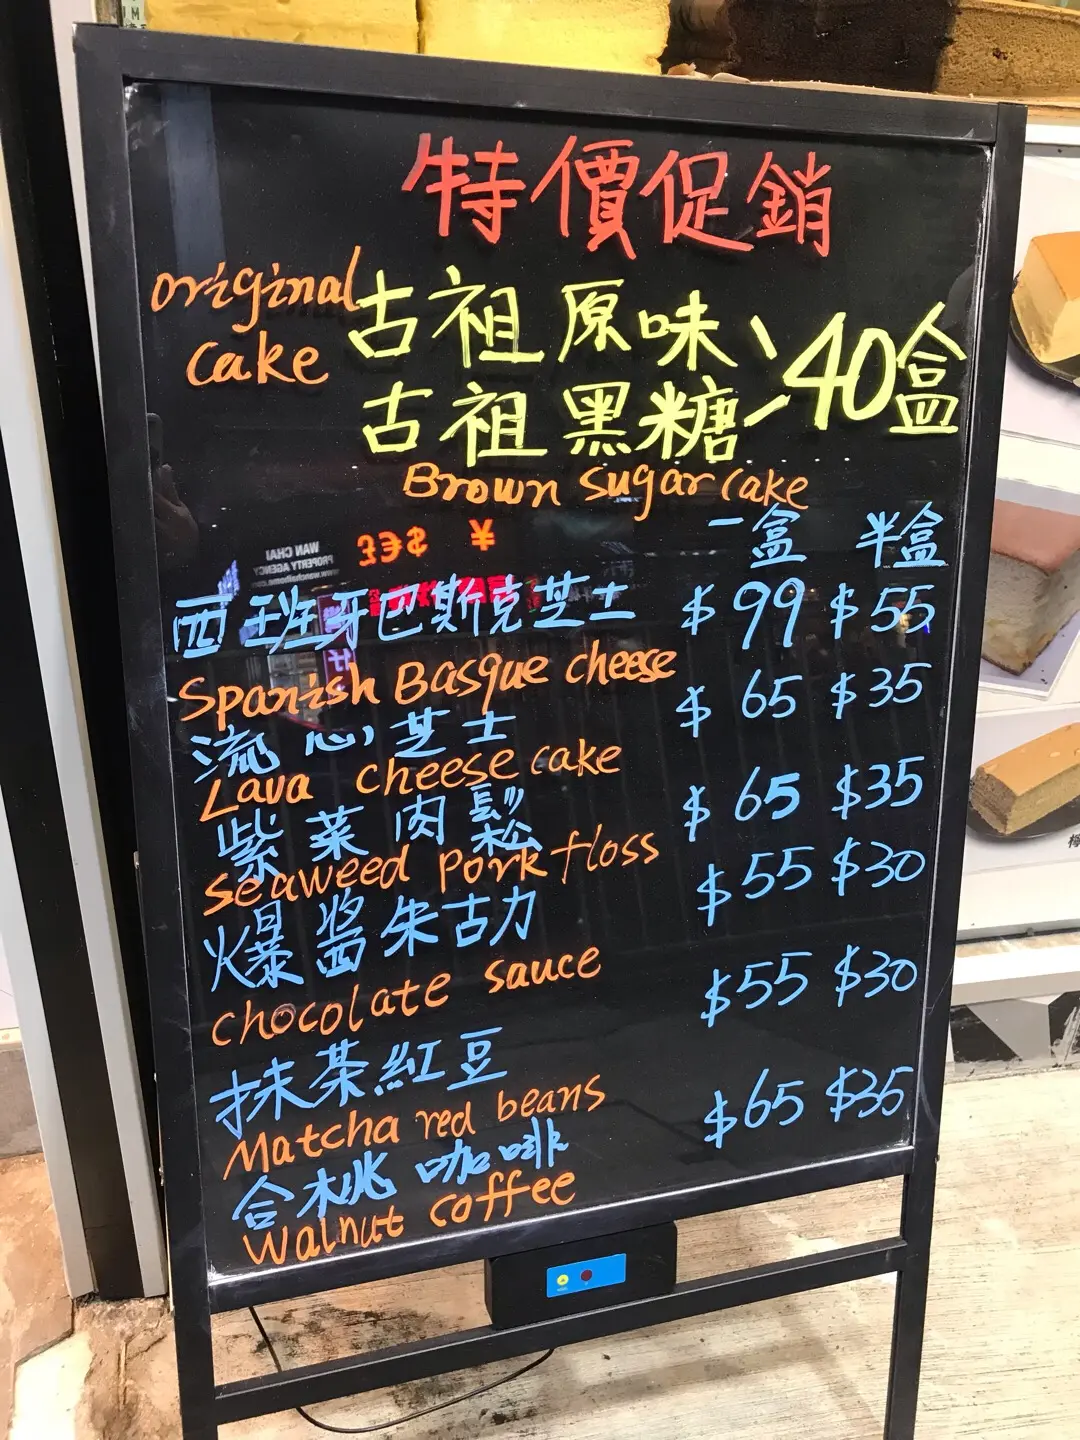 特價促銷
original 古祖原味
cake 40盒
古祖黑糖
Brown sugar cake
一盒 半盒
WAN CHAI
PROPERTY AGENCY
西班牙巴斯克芝士 $99 $55
Spanish Basque cheese
流心芝士 $65 $35
Lava cheese cake
紫菜肉鬆 $65 $35
seaweed pork floss
爆醬朱古力 $55 $30
chocolate sauce
抹茶紅豆 $55 $30
Matcha red beans
合桃咖啡 $65 $35
walnut coffee